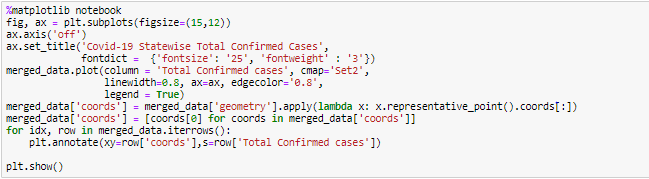 %matplotlib notebook
fig, ax = plt.subplots(figsize=(15,12))
ax.axis('off')
ax.set_title('Covid-19 Statewise Total Confirmed Cases',
             fontdict =  {'fontsize': '25', 'fontweight' : '3'})
merged_data.plot(column = 'Total Confirmed cases', cmap='Set2',
                 linewidth=0.8, ax=ax, edgecolor='0.8',
                 legend = True)
merged_data['coords'] = merged_data['geometry'].apply(lambda x: x.representative_point().coords[:])
merged_data['coords'] = [coords[0] for coords in merged_data['coords']]
for idx, row in merged_data.iterrows():
    plt.annotate(xy=row['coords'],s=row['Total Confirmed cases'])
plt.show()